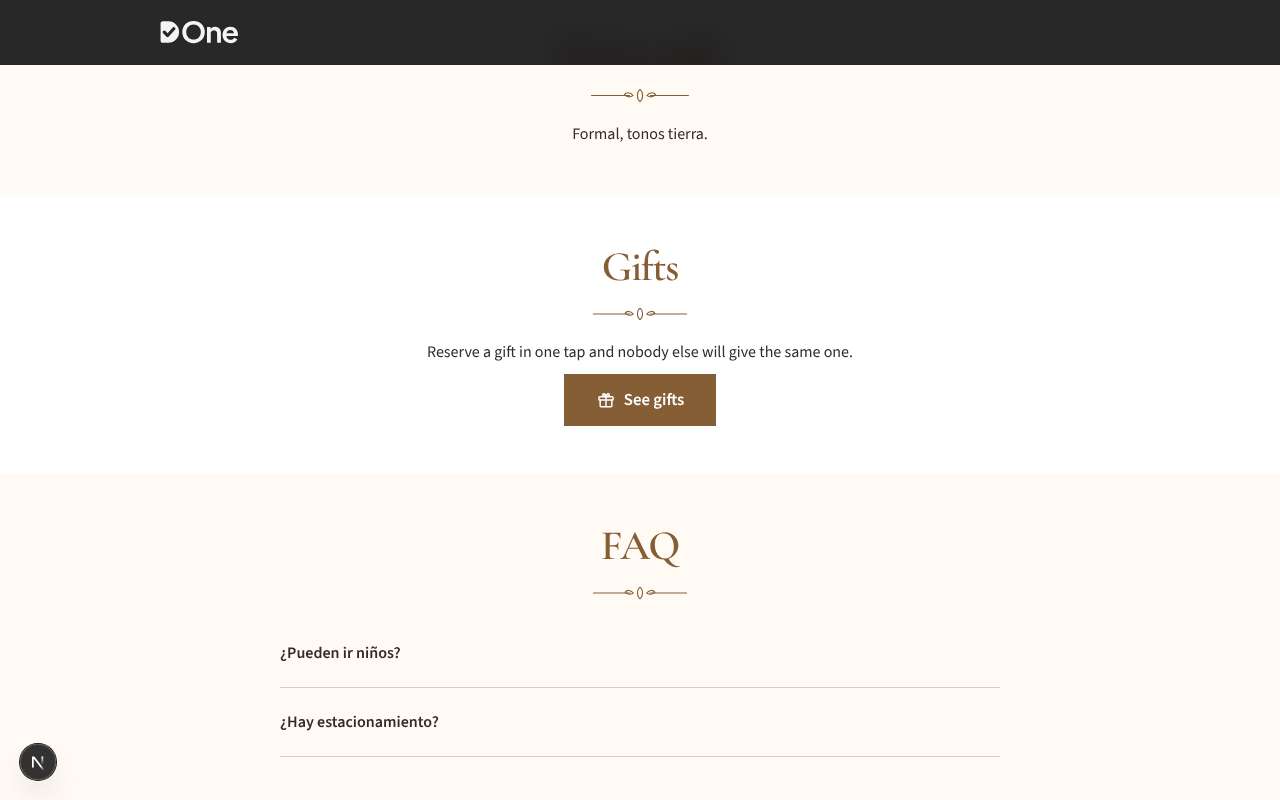 One
Formal, tonos tierra.
Gifts
Reserve a gift in one tap and nobody else will give the same one.
See gifts
FAQ
¿Pueden ir niños?
¿Hay estacionamiento?
N